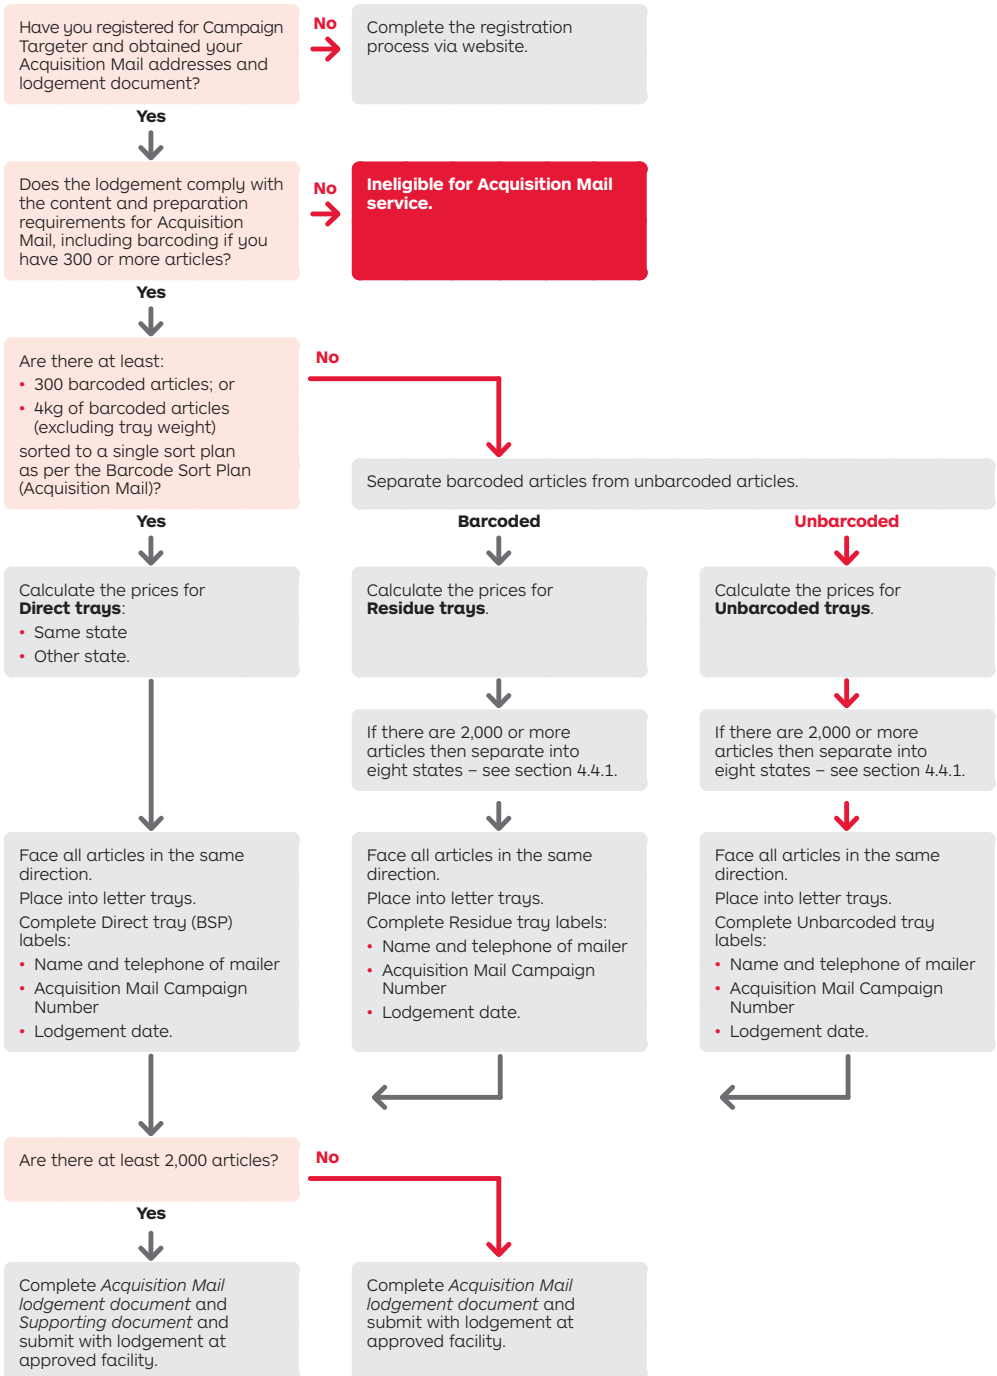 Have you registered for Campaign
Targeter and obtained your
Acquisition Mail addresses and
lodgement document?
No
Complete the registration
process via website.
Yes
Does the lodgement comply with
the content and preparation
requirements for Acquisition
Mail, including barcoding if you
have 300 or more articles?
No
Ineligible for Acquisition Mail
service.
Yes
Are there at least:
• 300 barcoded articles; or
• 4kg of barcoded articles
(excluding tray weight)
sorted to a single sort plan
as per the Barcode Sort Plan
(Acquisition Mail)?
No
Separate barcoded articles from unbarcoded articles.
Yes
Barcoded
Unbarcoded
Calculate the prices for
Direct trays:
• Same state
• Other state.
Calculate the prices for
Residue trays.
Calculate the prices for
Unbarcoded trays.
If there are 2,000 or more
articles then separate into
eight states – see section 4.4.1.
If there are 2,000 or more
articles then separate into
eight states – see section 4.4.1.
Face all articles in the same
direction.
Place into letter trays.
Complete Direct tray (BSP)
labels:
• Name and telephone of mailer
• Acquisition Mail Campaign
Number
• Lodgement date.
Face all articles in the same
direction.
Place into letter trays.
Complete Residue tray labels:
• Name and telephone of mailer
• Acquisition Mail Campaign
Number
• Lodgement date.
Face all articles in the same
direction.
Place into letter trays.
Complete Unbarcoded tray
labels:
• Name and telephone of mailer
• Acquisition Mail Campaign
Number
• Lodgement date.
Are there at least 2,000 articles?
No
Yes
Complete Acquisition Mail
lodgement document and
Supporting document and
submit with lodgement at
approved facility.
Complete Acquisition Mail
lodgement document and
submit with lodgement at
approved facility.